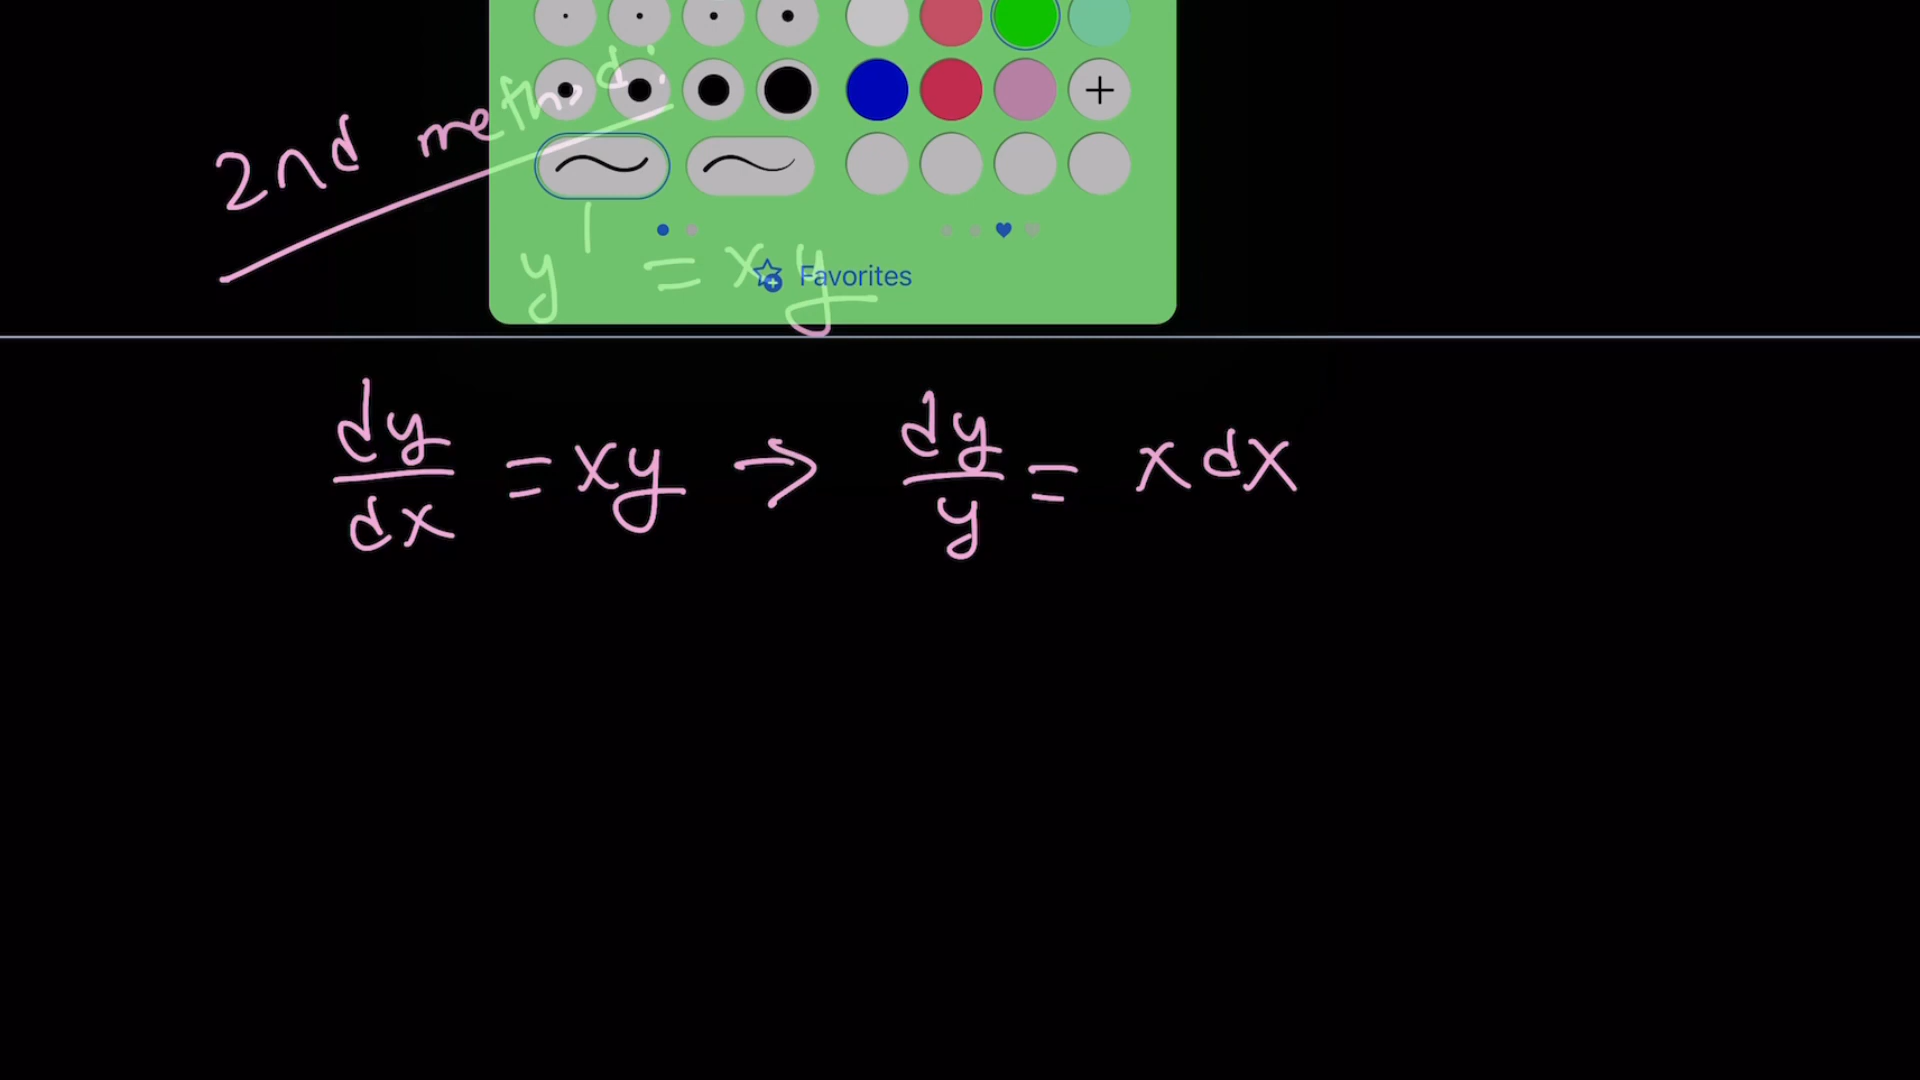 2nd method:
y' = xy
Favorites
dy/dx = xy → dy/y = x dx